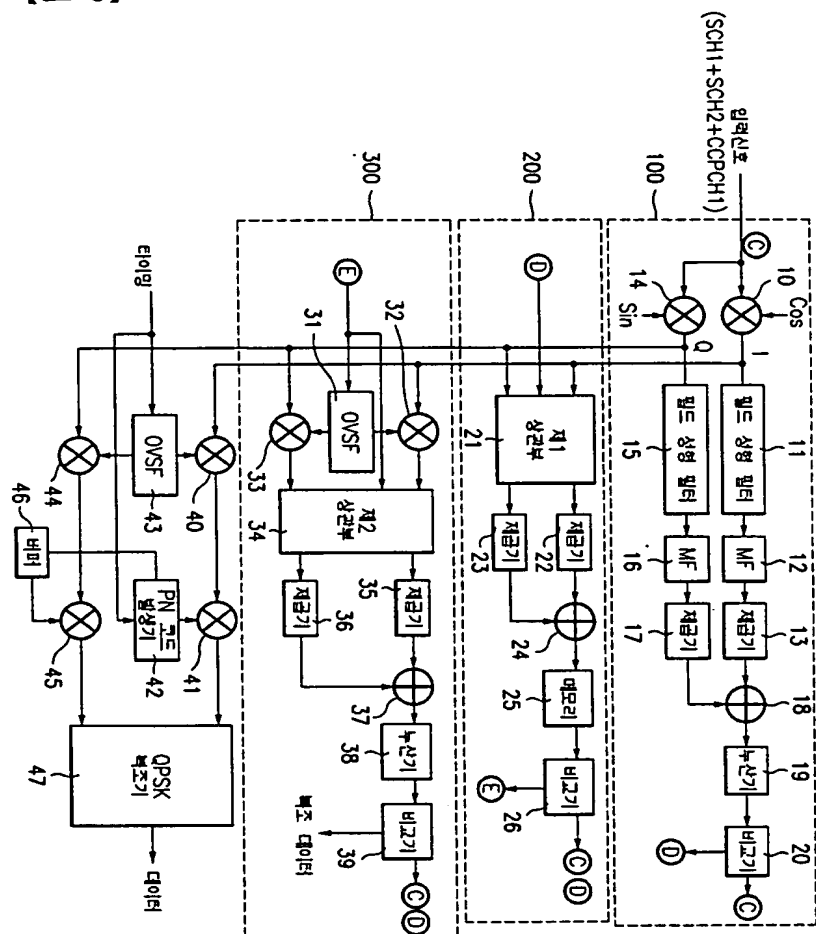 입력신호
(SCH1+SCH2+CCPCH1)
100
C
10
Cos
14
Sin
I
Q
11
필드 성형 필터
12
MF
13
제곱기
15
필드 성형 필터
16
MF
17
제곱기
18
19
누산기
20
비교기
C
D
200
D
21
제1
상관부
22
제곱기
23
제곱기
24
25
메모리
26
비교기
C
D
E
300
E
31
OVSF
32
33
34
제2
상관부
35
제곱기
36
제곱기
37
38
누산기
39
비교기
C
D
복조 데이터
타이밍
40
OVSF
43
44
41
PN 코드
발생기
42
45
46
버퍼
47
QPSK
복조기
데이터